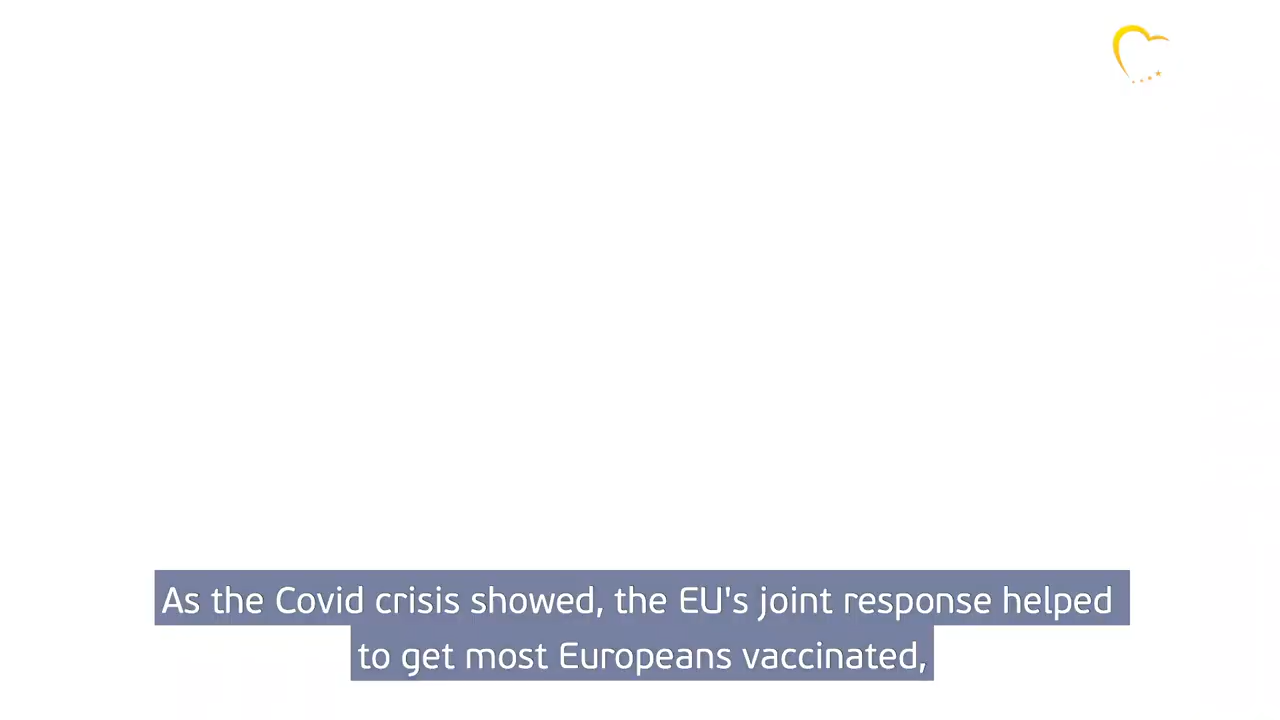 As the Covid crisis showed, the EU's joint response helped
to get most Europeans vaccinated,